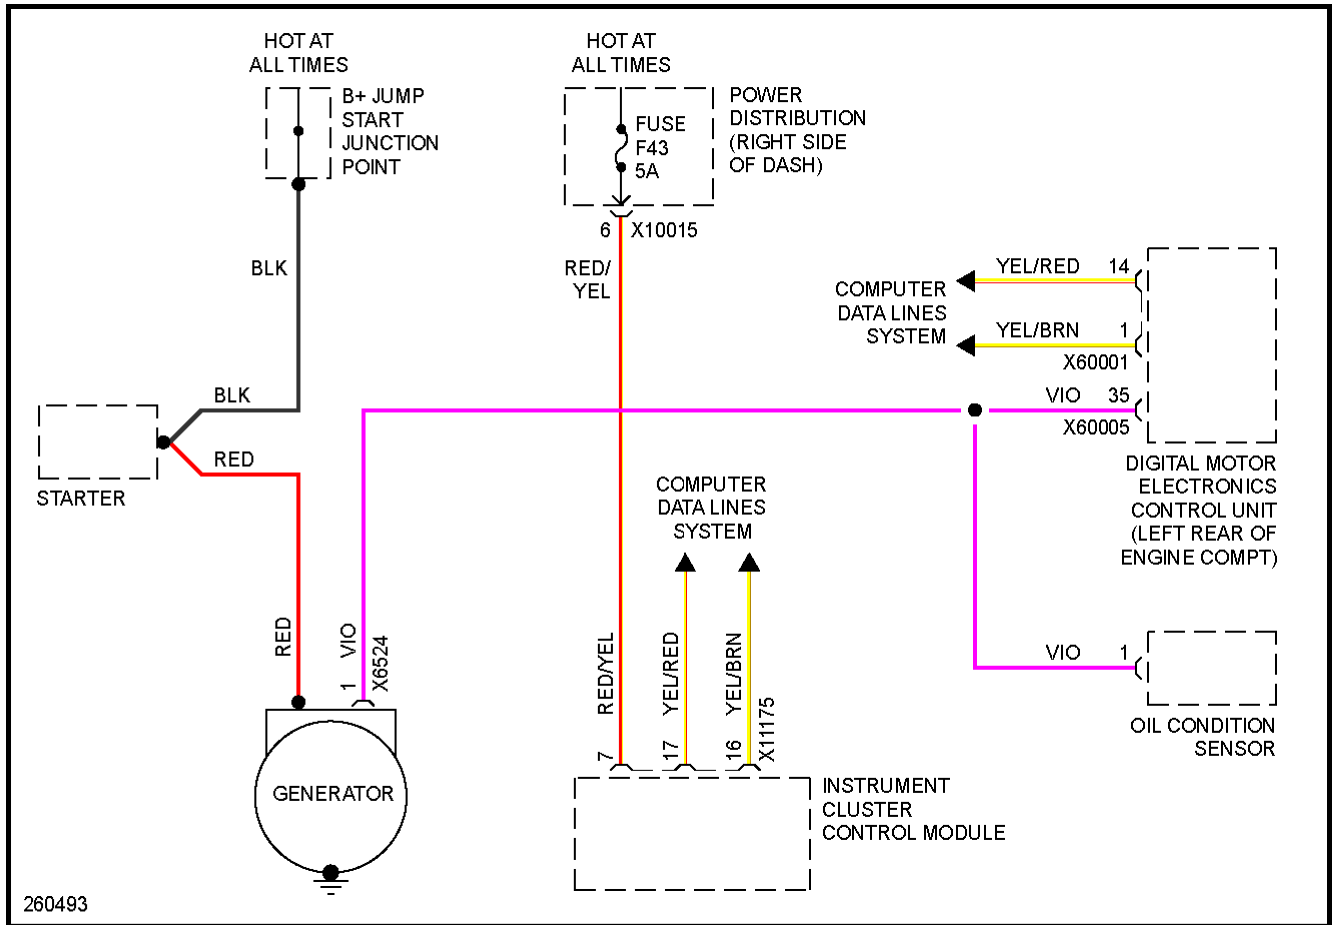 HOT AT
ALL TIMES
B+ JUMP
START
JUNCTION
POINT
HOT AT
ALL TIMES
FUSE
F43
5A
POWER
DISTRIBUTION
(RIGHT SIDE
OF DASH)
6 X10015
BLK
RED/
YEL
COMPUTER
DATA LINES
SYSTEM
YEL/RED 14
YEL/BRN 1
X60001
VIO 35
X60005
DIGITAL MOTOR
ELECTRONICS
CONTROL UNIT
(LEFT REAR OF
ENGINE COMPT)
BLK
RED
STARTER
COMPUTER
DATA LINES
SYSTEM
RED
1 VIO
X6524
7 RED/YEL
17 YEL/RED
16 YEL/BRN
X11175
VIO 1
OIL CONDITION
SENSOR
GENERATOR
INSTRUMENT
CLUSTER
CONTROL MODULE
260493